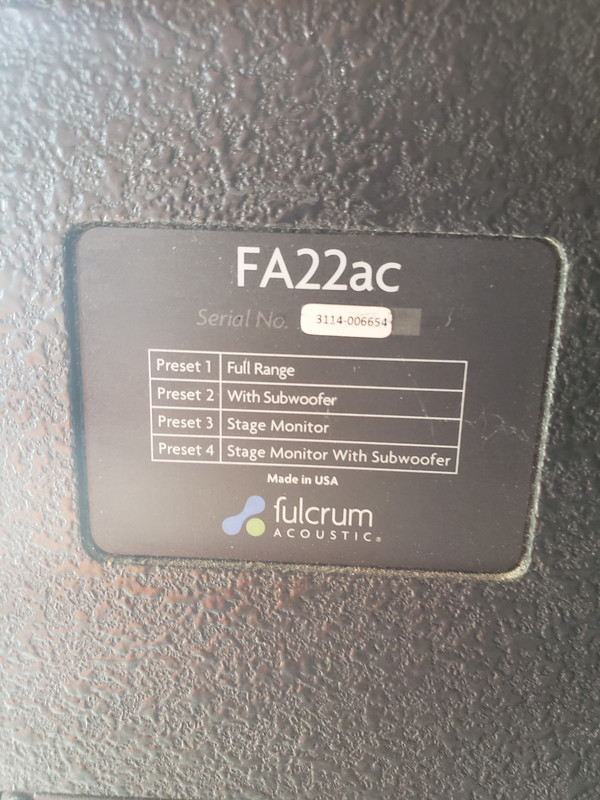 FA22ac
Serial No. 3114-006654
Preset 1 Full Range
Preset 2 With Subwoofer
Preset 3 Stage Monitor
Preset 4 Stage Monitor With Subwoofer
Made in USA
fulcrum
ACOUSTIC®